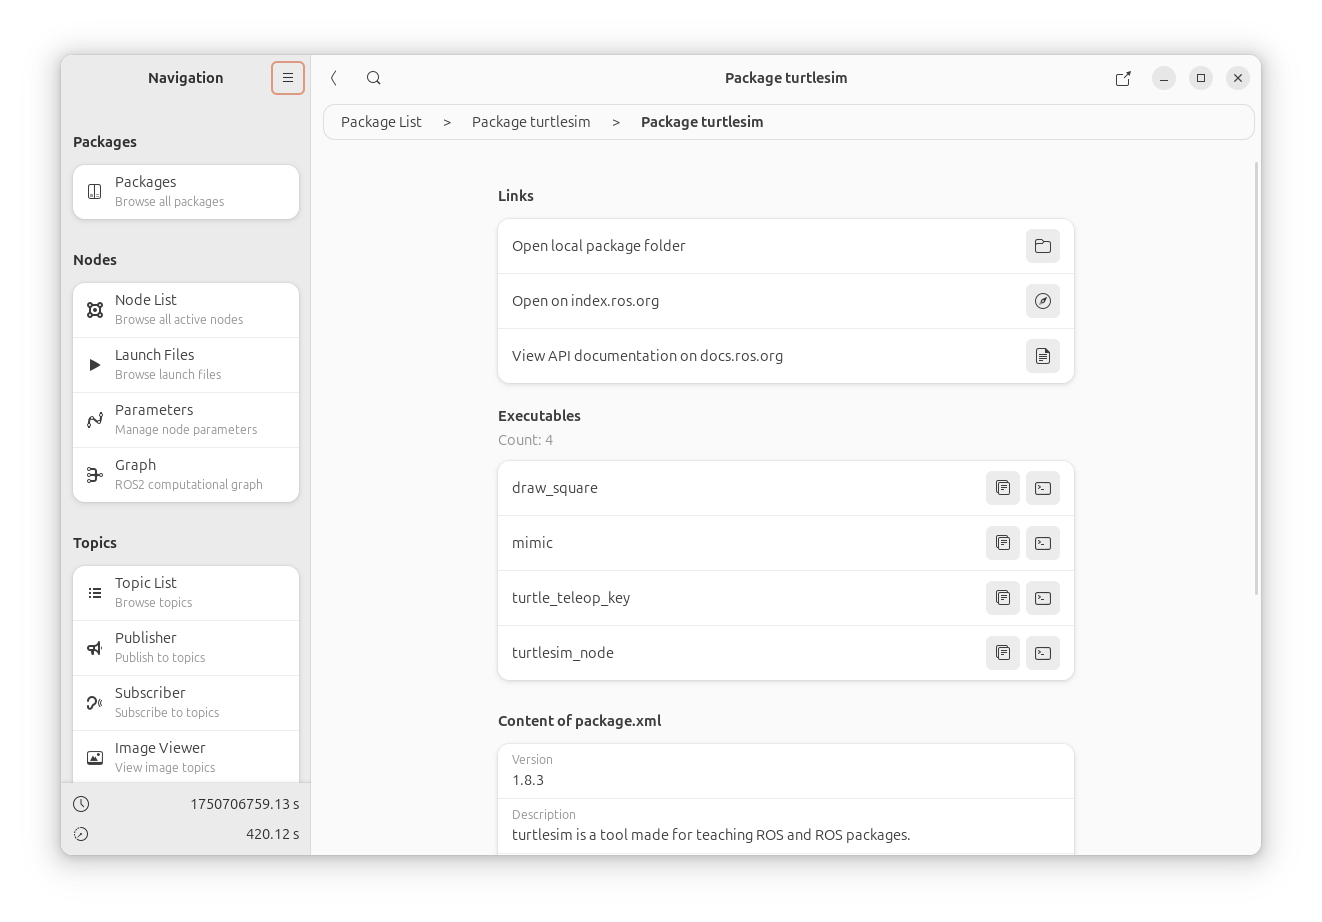 Navigation
Packages
Packages
Browse all packages
Nodes
Node List
Browse all active nodes
Launch Files
Browse launch files
Parameters
Manage node parameters
Graph
ROS2 computational graph
Topics
Topic List
Browse topics
Publisher
Publish to topics
Subscriber
Subscribe to topics
Image Viewer
View image topics
1750706759.13 s
420.12 s
Package turtlesim
Package List > Package turtlesim > Package turtlesim
Links
Open local package folder
Open on index.ros.org
View API documentation on docs.ros.org
Executables
Count: 4
draw_square
mimic
turtle_teleop_key
turtlesim_node
Content of package.xml
Version
1.8.3
Description
turtlesim is a tool made for teaching ROS and ROS packages.